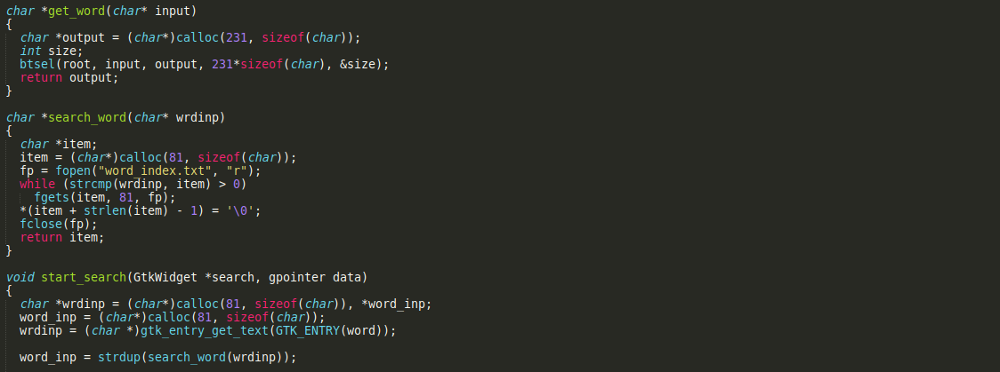 char *get_word(char* input)
{
  char *output = (char*)calloc(231, sizeof(char));
  int size;
  btsel(root, input, output, 231*sizeof(char), &size);
  return output;
}

char *search_word(char* wrdinp)
{
  char *item;
  item = (char*)calloc(81, sizeof(char));
  fp = fopen("word_index.txt", "r");
  while (strcmp(wrdinp, item) > 0)
    fgets(item, 81, fp);
  *(item + strlen(item) - 1) = '\0';
  fclose(fp);
  return item;
}

void start_search(GtkWidget *search, gpointer data)
{
  char *wrdinp = (char*)calloc(81, sizeof(char)), *word_inp;
  word_inp = (char*)calloc(81, sizeof(char));
  wrdinp = (char *)gtk_entry_get_text(GTK_ENTRY(word));

  word_inp = strdup(search_word(wrdinp));